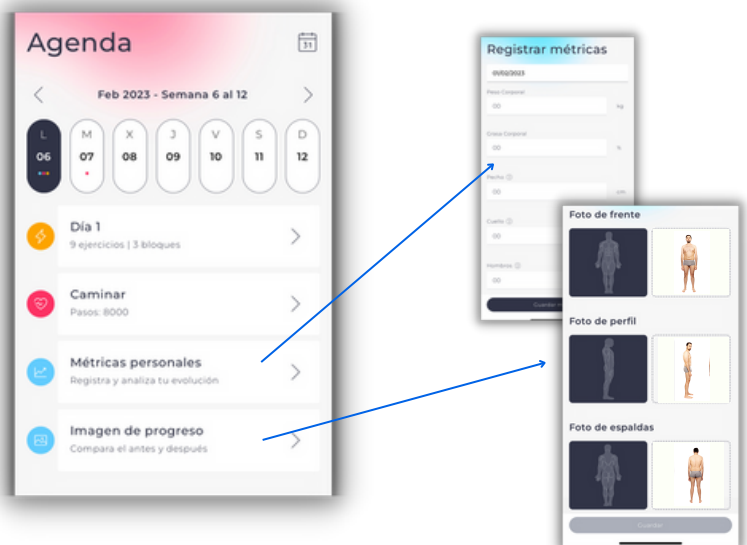 Agenda
31
Feb 2023 - Semana 6 al 12
L M X J V S D
06 07 08 09 10 11 12
Día 1
9 ejercicios | 3 bloques
Caminar
Pasos: 8000
Métricas personales
Registra y analiza tu evolución
Imagen de progreso
Compara el antes y después
Registrar métricas
01/02/2023
Peso Corporal
00 kg
Grasa Corporal
00 %
Pecho
00 cm
Cuello
00
Hombros
00
Guardar
Foto de frente
Foto de perfil
Foto de espaldas
Guardar